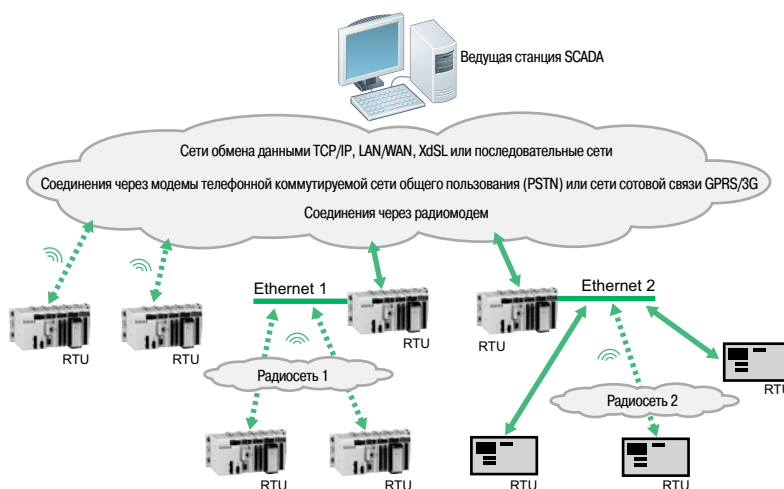 Ведущая станция SCADA
Сети обмена данными TCP/IP, LAN/WAN, XdSL или последовательные сети
Соединения через модемы телефонной коммутируемой сети общего пользования (PSTN) или сети сотовой связи GPRS/3G
Соединения через радиомодем
Ethernet 1
Ethernet 2
RTU
RTU
RTU
RTU
Радиосеть 1
RTU
Радиосеть 2
RTU
RTU
RTU
RTU